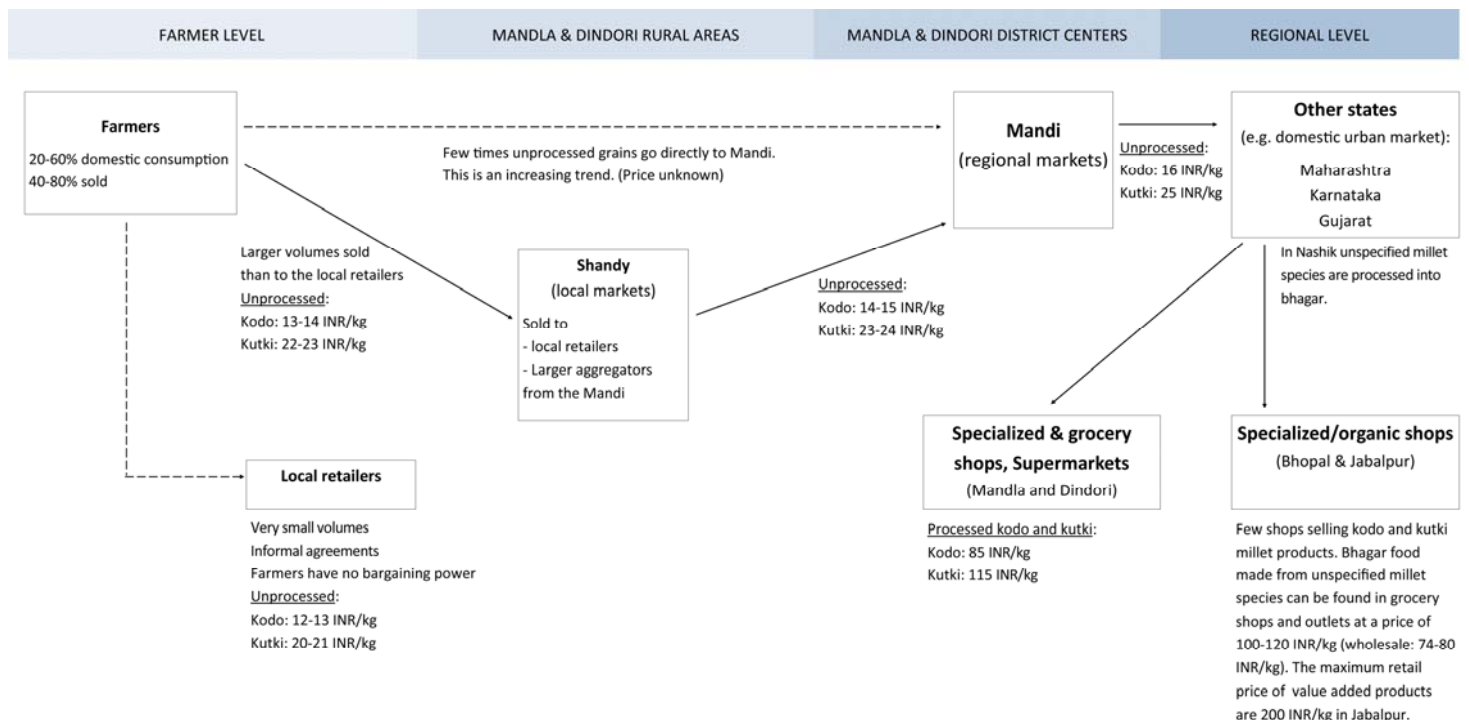 FARMER LEVEL
MANDLA & DINDORI RURAL AREAS
MANDLA & DINDORI DISTRICT CENTERS
REGIONAL LEVEL
Farmers
20-60% domestic consumption
40-80% sold
Few times unprocessed grains go directly to Mandi.
This is an increasing trend. (Price unknown)
Mandi
(regional markets)
Unprocessed:
Kodo: 16 INR/kg
Kutki: 25 INR/kg
Other states
(e.g. domestic urban market):
Maharashtra
Karnataka
Gujarat
In Nashik unspecified millet
species are processed into
bhagar.
Larger volumes sold
than to the local retailers
Unprocessed:
Kodo: 13-14 INR/kg
Kutki: 22-23 INR/kg
Shandy
(local markets)
Sold to
- local retailers
- Larger aggregators
from the Mandi
Unprocessed:
Kodo: 14-15 INR/kg
Kutki: 23-24 INR/kg
Local retailers
Very small volumes
Informal agreements
Farmers have no bargaining power
Unprocessed:
Kodo: 12-13 INR/kg
Kutki: 20-21 INR/kg
Specialized & grocery
shops, Supermarkets
(Mandla and Dindori)
Processed kodo and kutki:
Kodo: 85 INR/kg
Kutki: 115 INR/kg
Specialized/organic shops
(Bhopal & Jabalpur)
Few shops selling kodo and kutki
millet products. Bhagar food
made from unspecified millet
species can be found in grocery
shops and outlets at a price of
100-120 INR/kg (wholesale: 74-80
INR/kg). The maximum retail
price of value added products
are 200 INR/kg in Jabalpur.